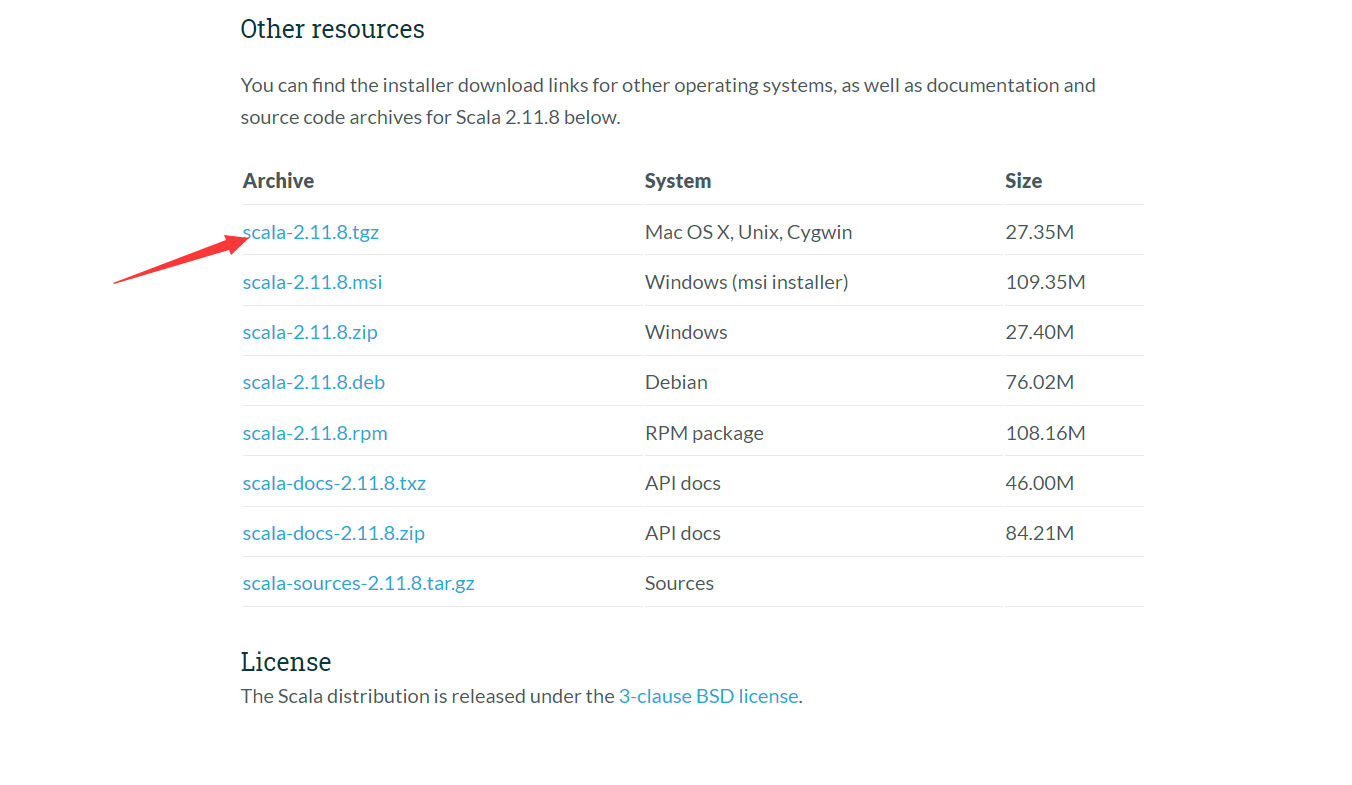 Other resources
You can find the installer download links for other operating systems, as well as documentation and
source code archives for Scala 2.11.8 below.
Archive System Size
scala-2.11.8.tgz Mac OS X, Unix, Cygwin 27.35M
scala-2.11.8.msi Windows (msi installer) 109.35M
scala-2.11.8.zip Windows 27.40M
scala-2.11.8.deb Debian 76.02M
scala-2.11.8.rpm RPM package 108.16M
scala-docs-2.11.8.txz API docs 46.00M
scala-docs-2.11.8.zip API docs 84.21M
scala-sources-2.11.8.tar.gz Sources
License
The Scala distribution is released under the 3-clause BSD license.